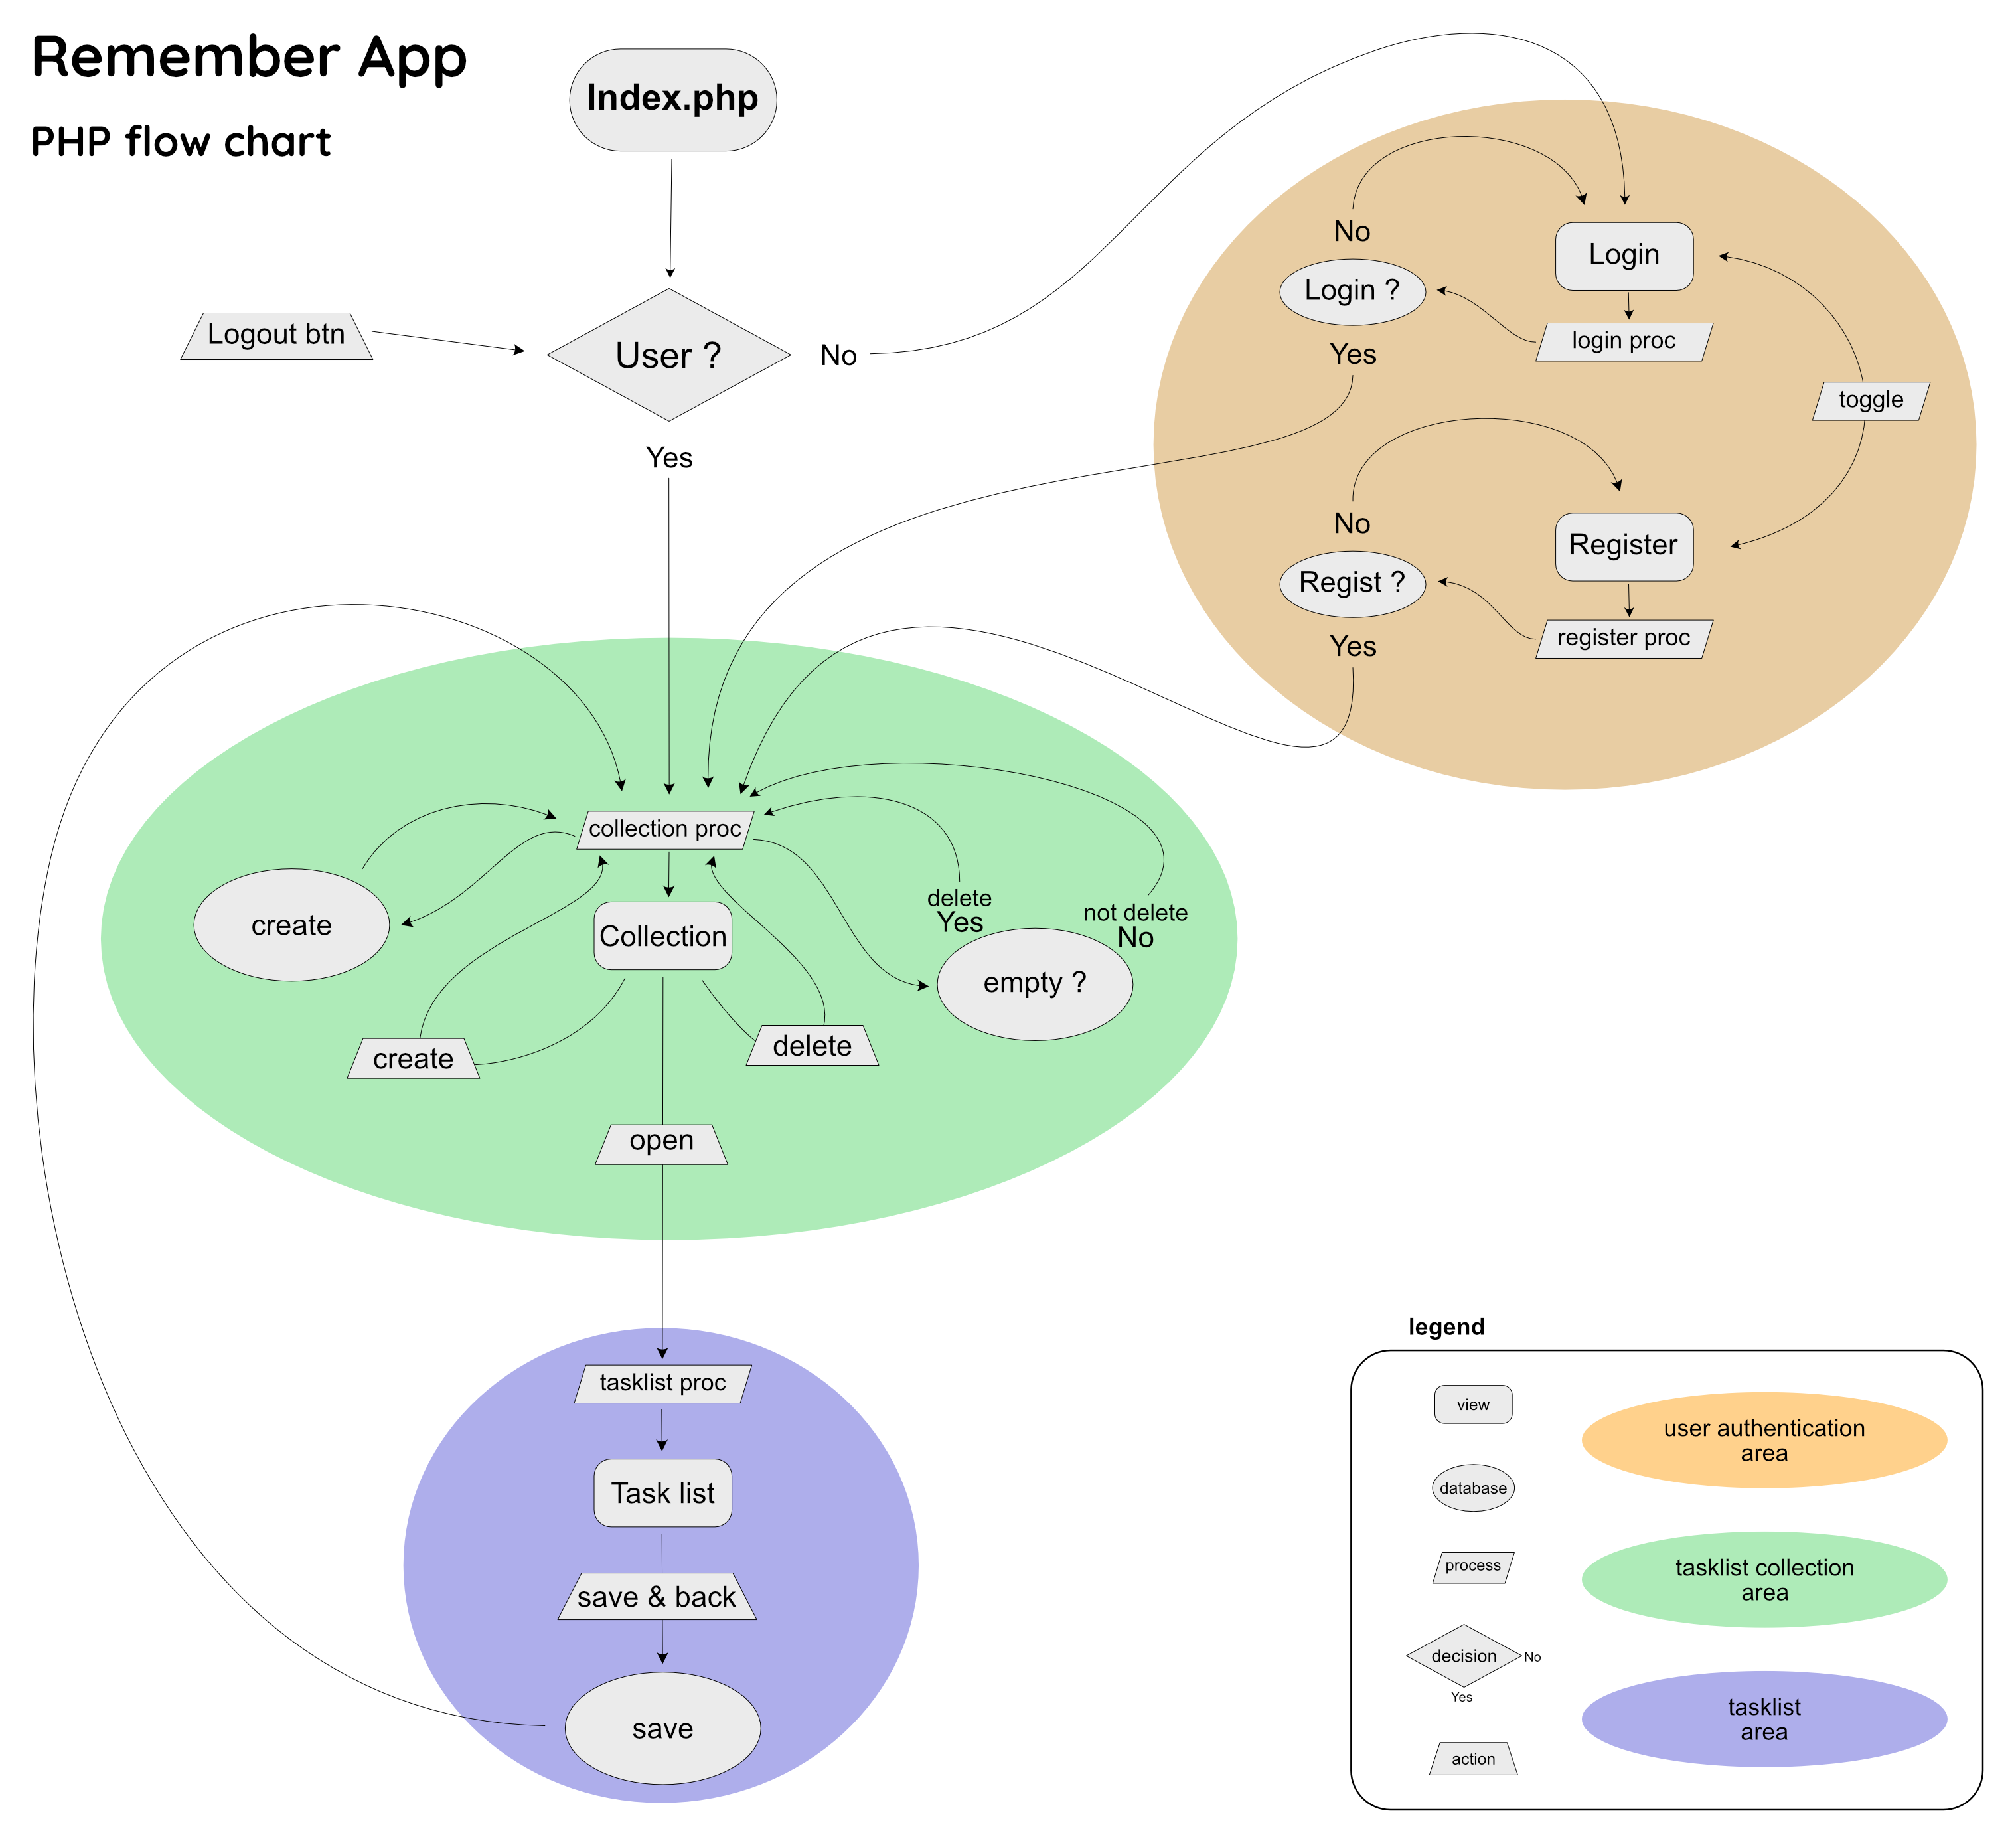 Remember App
PHP flow chart
Index.php
Logout btn
User ?
No
Yes
No
Login ?
Yes
Login
login proc
toggle
No
Regist ?
Yes
Register
register proc
collection proc
create
Collection
delete
Yes
not delete
No
empty ?
create
delete
open
tasklist proc
Task list
save & back
save
legend
view
database
process
decision
No
Yes
action
user authentication
area
tasklist collection
area
tasklist
area